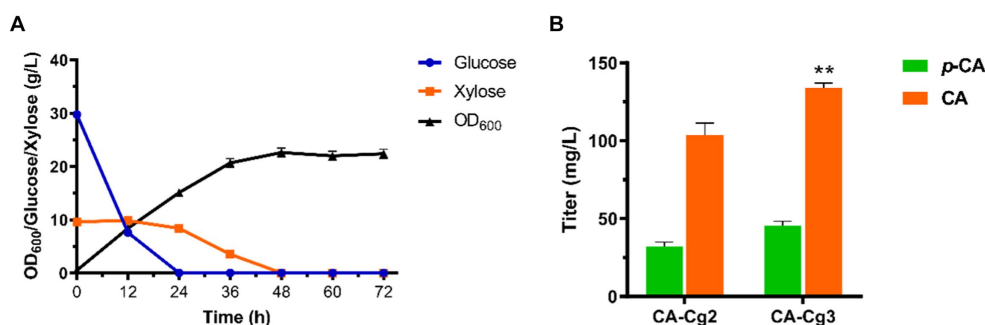 A
OD600/Glucose/Xylose (g/L)
40
30
20
10
0
0 12 24 36 48 60 72
Time (h)
Glucose
Xylose
OD600
B
Titer (mg/L)
150
100
50
0
**
CA-Cg2 CA-Cg3
p-CA
CA